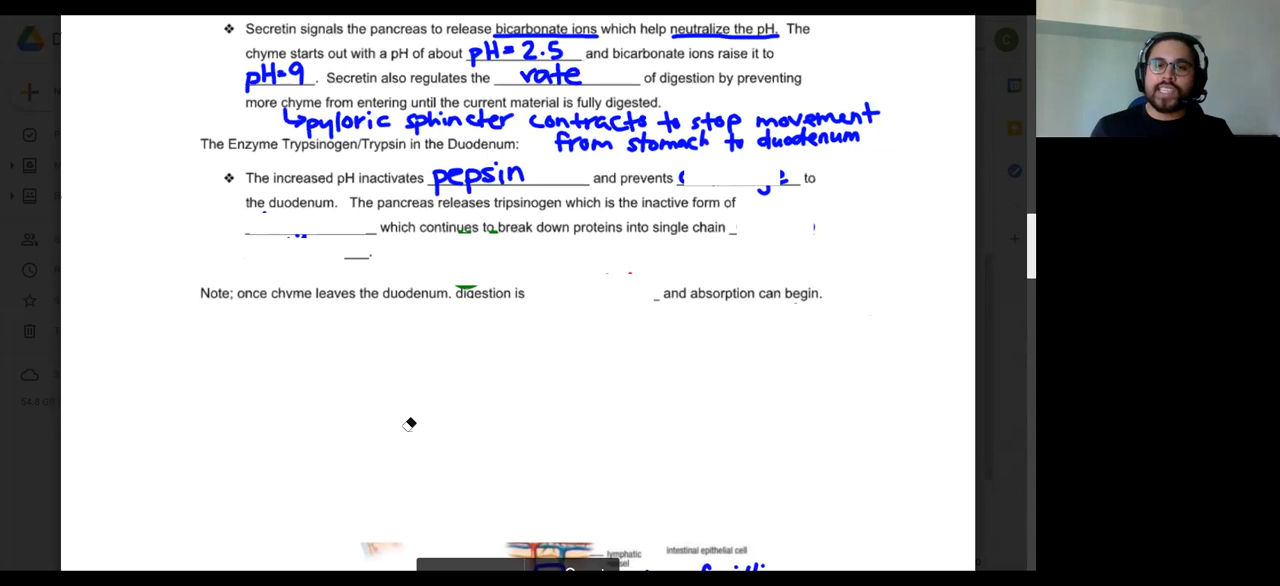 ❖ Secretin signals the pancreas to release bicarbonate ions which help neutralize the pH. The
chyme starts out with a pH of about pH= 2.5 and bicarbonate ions raise it to
pH=9. Secretin also regulates the rate of digestion by preventing
more chyme from entering until the current material is fully digested.
↳pyloric sphincter contracts to stop movement
from stomach to duodenum
The Enzyme Trypsinogen/Trypsin in the Duodenum:
❖ The increased pH inactivates pepsin and prevents to
the duodenum. The pancreas releases tripsinogen which is the inactive form of
which continues to break down proteins into single chain
Note; once chyme leaves the duodenum, digestion is and absorption can begin.
lymphatic
intestinal epithelial cell
C